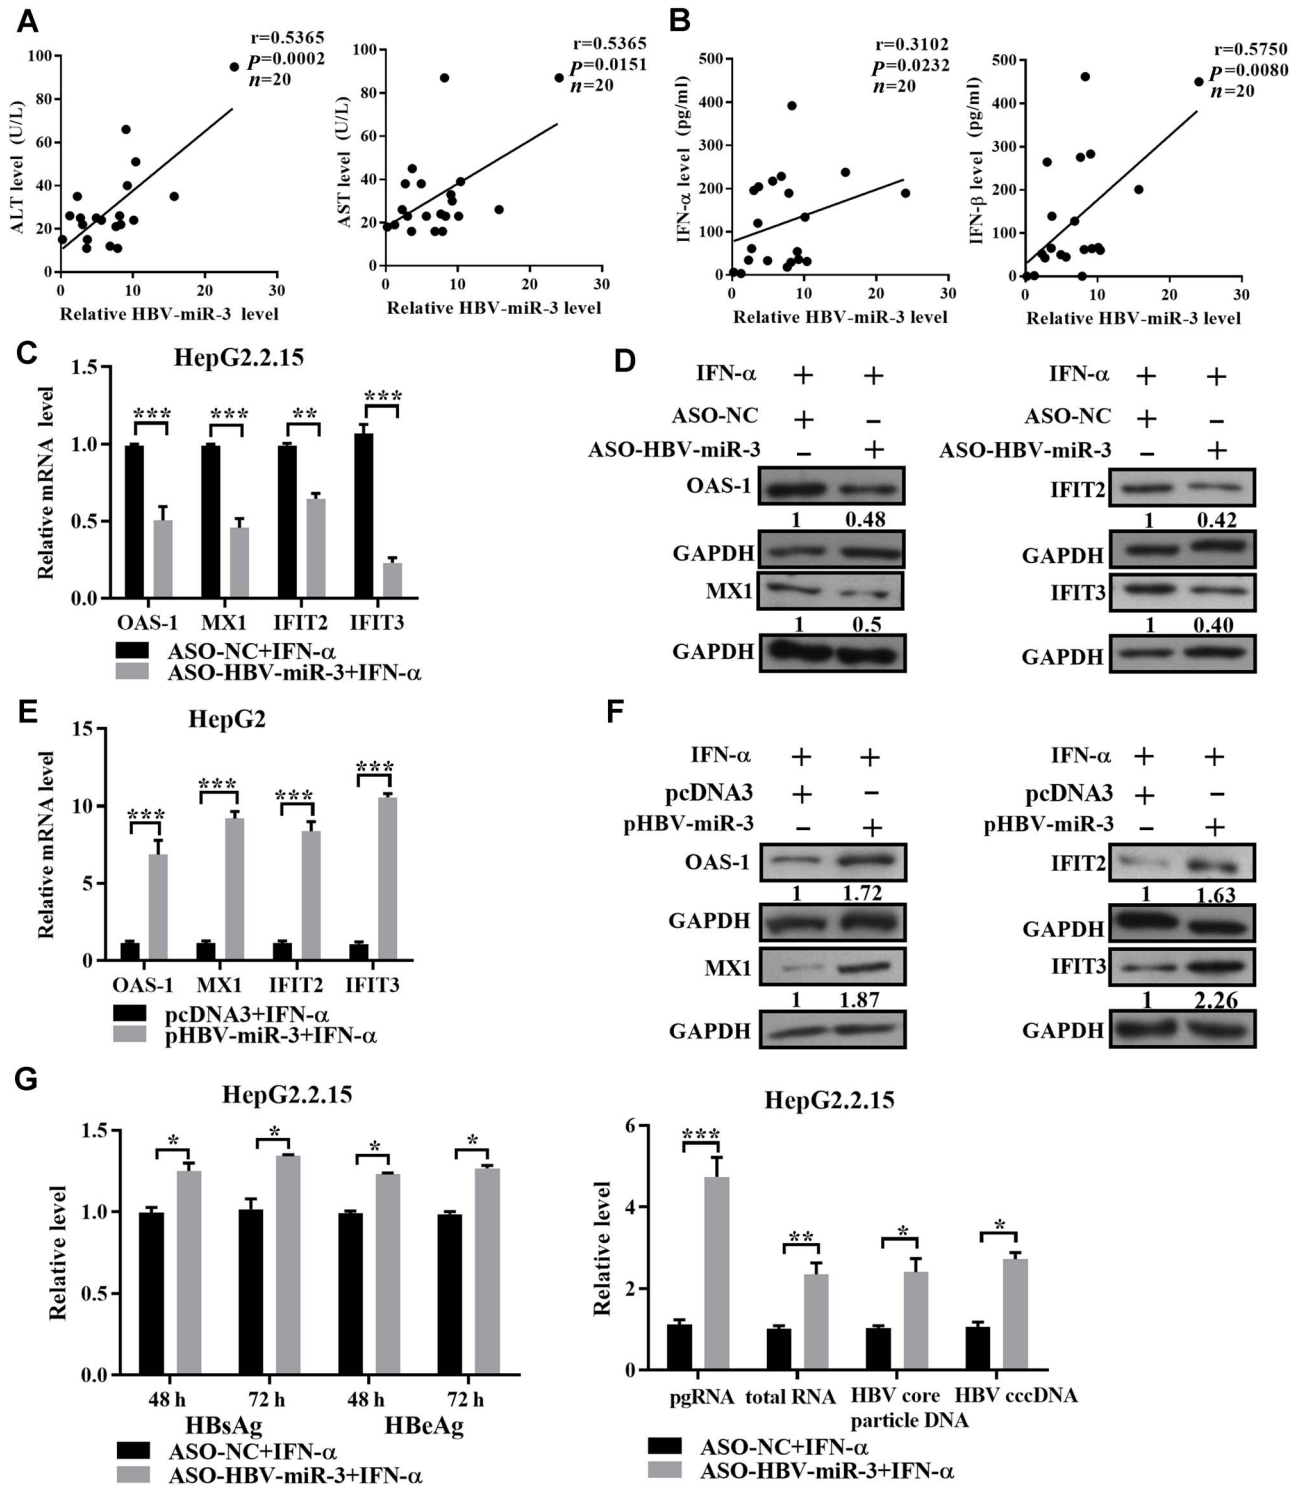 A
r=0.5365
P=0.0002
n=20
100
80
60
40
20
0
ALT level (U/L)
0 10 20 30
Relative HBV-miR-3 level
r=0.5365
P=0.0151
n=20
100
80
60
40
20
0
AST level (U/L)
0 10 20 30
Relative HBV-miR-3 level
B
r=0.3102
P=0.0232
n=20
500
400
300
200
100
0
IFN-α level (pg/ml)
0 10 20 30
Relative HBV-miR-3 level
r=0.5750
P=0.0080
n=20
500
400
300
200
100
0
IFN-β level (pg/ml)
0 10 20 30
Relative HBV-miR-3 level
C
HepG2.2.15
1.5
1.0
0.5
0.0
Relative mRNA level
*** *** ** ***
OAS-1 MX1 IFIT2 IFIT3
ASO-NC+IFN-α
ASO-HBV-miR-3+IFN-α
D
IFN-α + +
ASO-NC + –
ASO-HBV-miR-3 – +
OAS-1
1 0.48
GAPDH
MX1
1 0.5
GAPDH
IFN-α + +
ASO-NC + –
ASO-HBV-miR-3 – +
IFIT2
1 0.42
GAPDH
IFIT3
1 0.40
GAPDH
E
HepG2
15
10
5
0
Relative mRNA level
*** *** *** ***
OAS-1 MX1 IFIT2 IFIT3
pcDNA3+IFN-α
pHBV-miR-3+IFN-α
F
IFN-α + +
pcDNA3 + –
pHBV-miR-3 – +
OAS-1
1 1.72
GAPDH
MX1
1 1.87
GAPDH
IFN-α + +
pcDNA3 + –
pHBV-miR-3 – +
IFIT2
1 1.63
GAPDH
IFIT3
1 2.26
GAPDH
G
HepG2.2.15
1.5
1.0
0.5
0.0
Relative level
* * * *
48 h 72 h 48 h 72 h
HBsAg HBeAg
ASO-NC+IFN-α
ASO-HBV-miR-3+IFN-α
HepG2.2.15
6
4
2
0
Relative level
*** ** * *
pgRNA total RNA HBV core HBV cccDNA
particle DNA
ASO-NC+IFN-α
ASO-HBV-miR-3+IFN-α